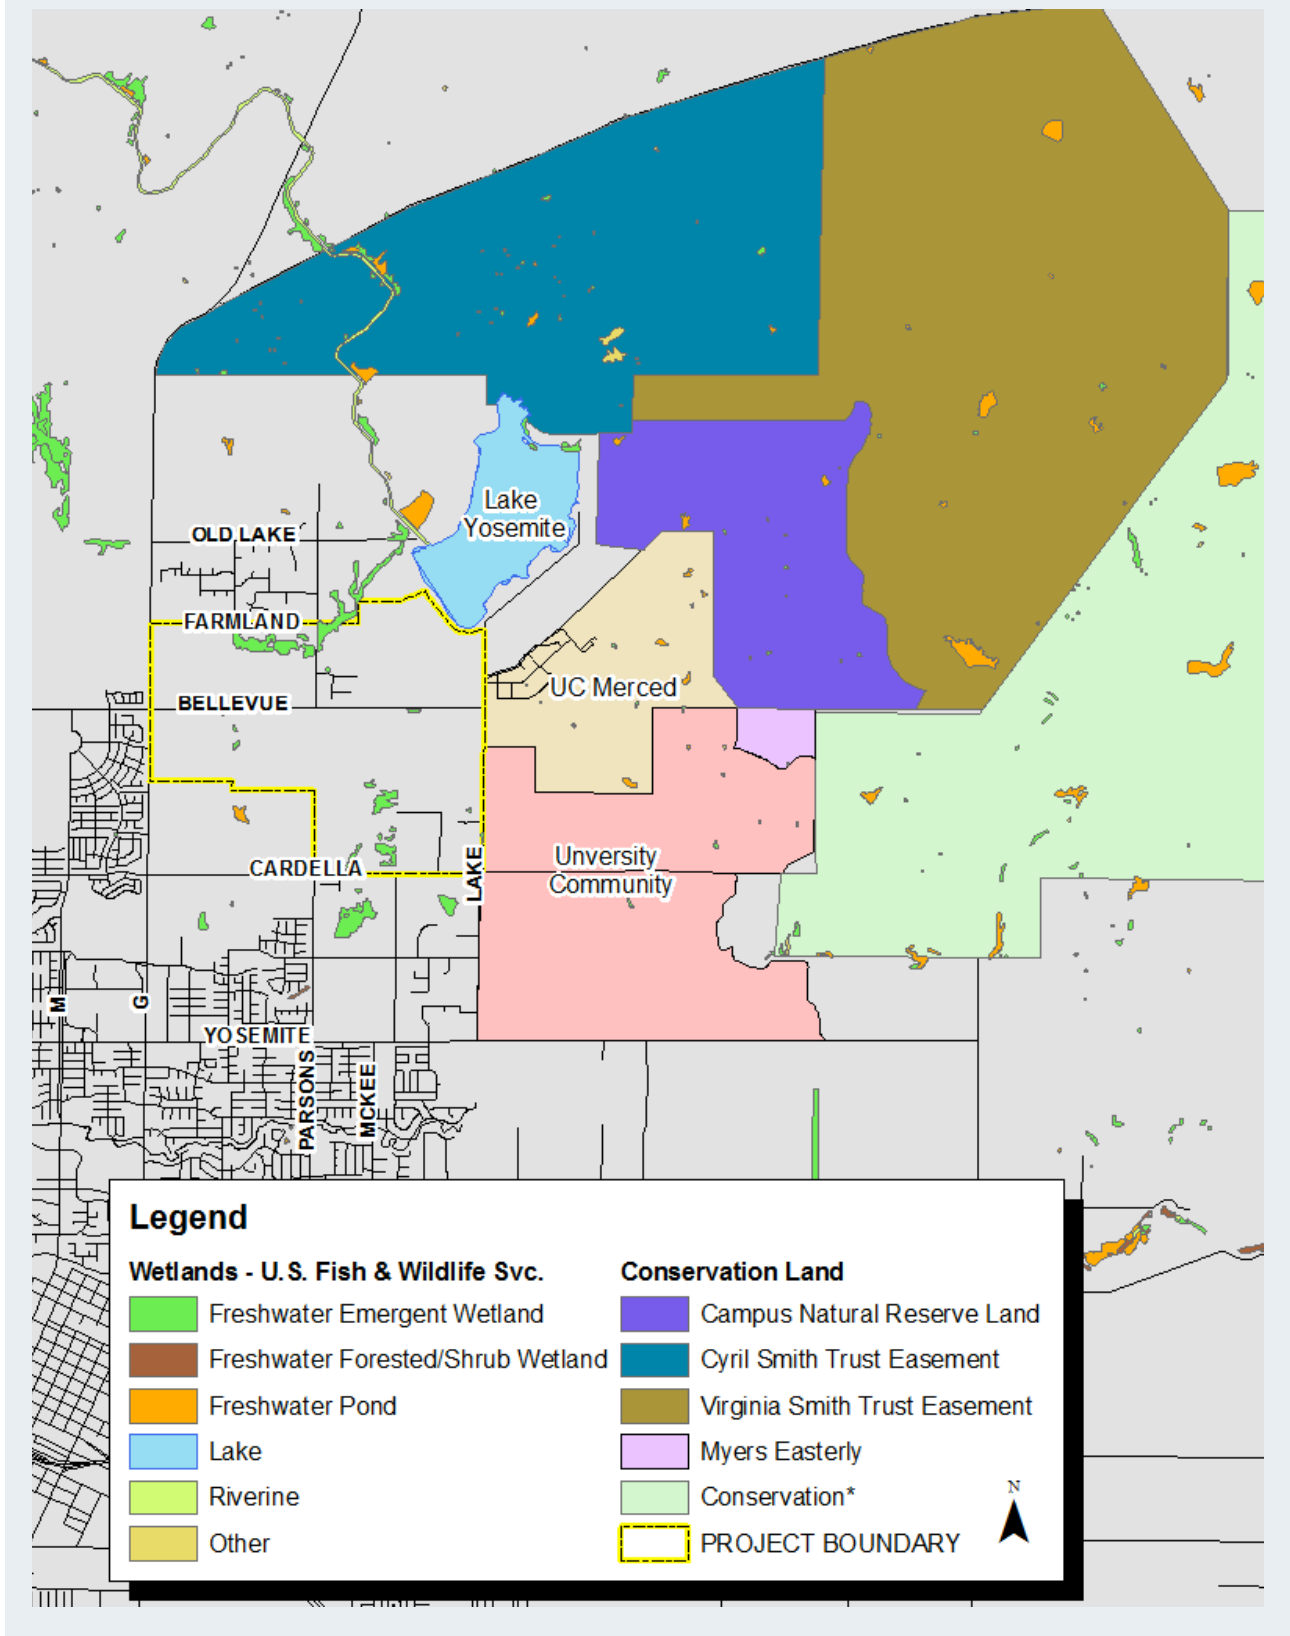 Lake
Yosemite
OLD LAKE
FARMLAND
BELLEVUE
UC Merced
CARDELLA
LAKE
Unversity
Community
M
G
YOSEMITE
PARSONS
MCKEE
Legend
Wetlands - U.S. Fish & Wildlife Svc.
Freshwater Emergent Wetland
Freshwater Forested/Shrub Wetland
Freshwater Pond
Lake
Riverine
Other
Conservation Land
Campus Natural Reserve Land
Cyril Smith Trust Easement
Virginia Smith Trust Easement
Myers Easterly
Conservation*
PROJECT BOUNDARY
N